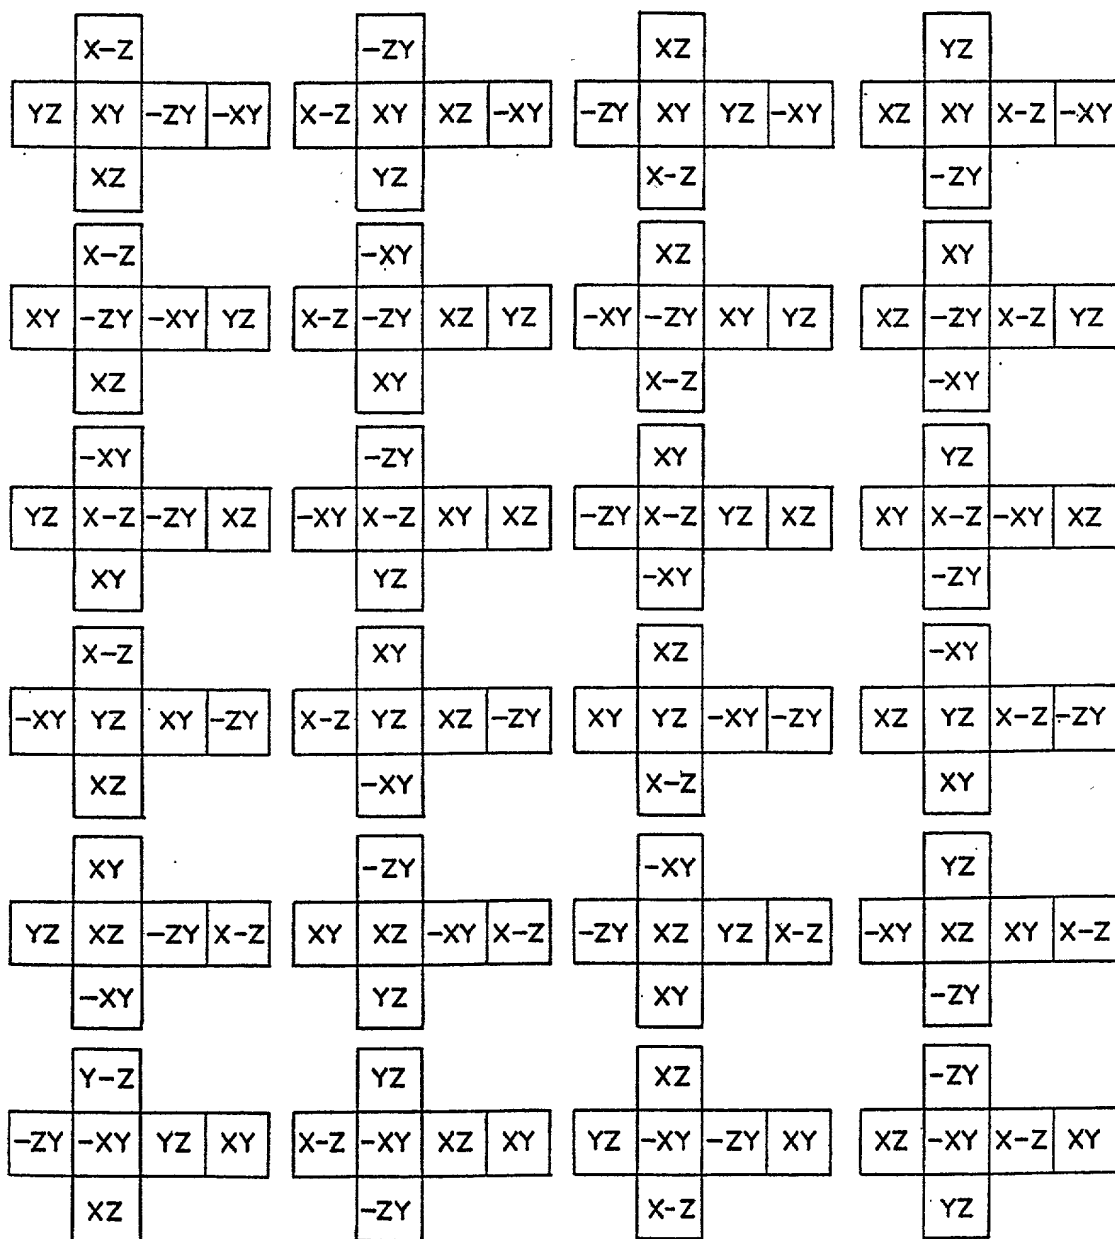 X-Z -ZY XZ YZ
YZ XY -ZY -XY X-Z XY XZ -XY -ZY XY YZ -XY XZ XY X-Z -XY
XZ YZ X-Z -ZY
X-Z -XY XZ XY
XY -ZY -XY YZ X-Z -ZY XZ YZ -XY -ZY XY YZ XZ -ZY X-Z YZ
XZ XY X-Z -XY
-XY -ZY XY YZ
YZ X-Z -ZY XZ -XY X-Z XY XZ -ZY X-Z YZ XZ XY X-Z -XY XZ
XY YZ -XY -ZY
X-Z XY XZ -XY
-XY YZ XY -ZY X-Z YZ XZ -ZY XY YZ -XY -ZY XZ YZ X-Z -ZY
XZ -XY X-Z XY
XY -ZY -XY YZ
YZ XZ -ZY X-Z XY XZ -XY X-Z -ZY XZ YZ X-Z -XY XZ XY X-Z
-XY YZ XY -ZY
Y-Z YZ XZ -ZY
-ZY -XY YZ XY X-Z -XY XZ XY YZ -XY -ZY XY XZ -XY X-Z XY
XZ -ZY X-Z YZ